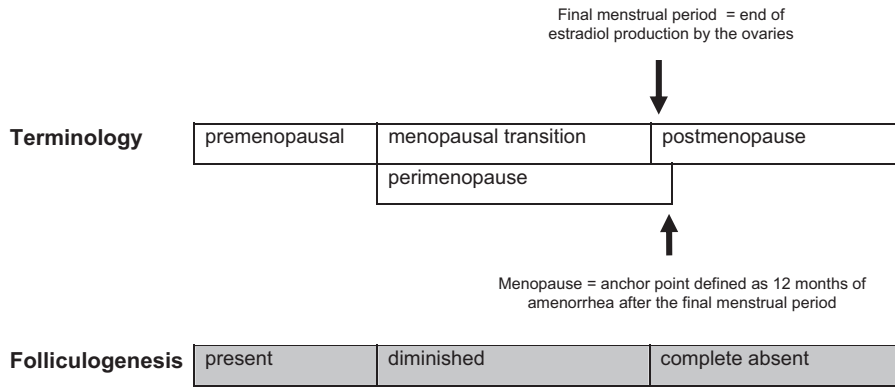 Final menstrual period = end of
estradiol production by the ovaries
Terminology
premenopausal
menopausal transition
postmenopause
perimenopause
Menopause = anchor point defined as 12 months of
amenorrhea after the final menstrual period
Folliculogenesis
present
diminished
complete absent